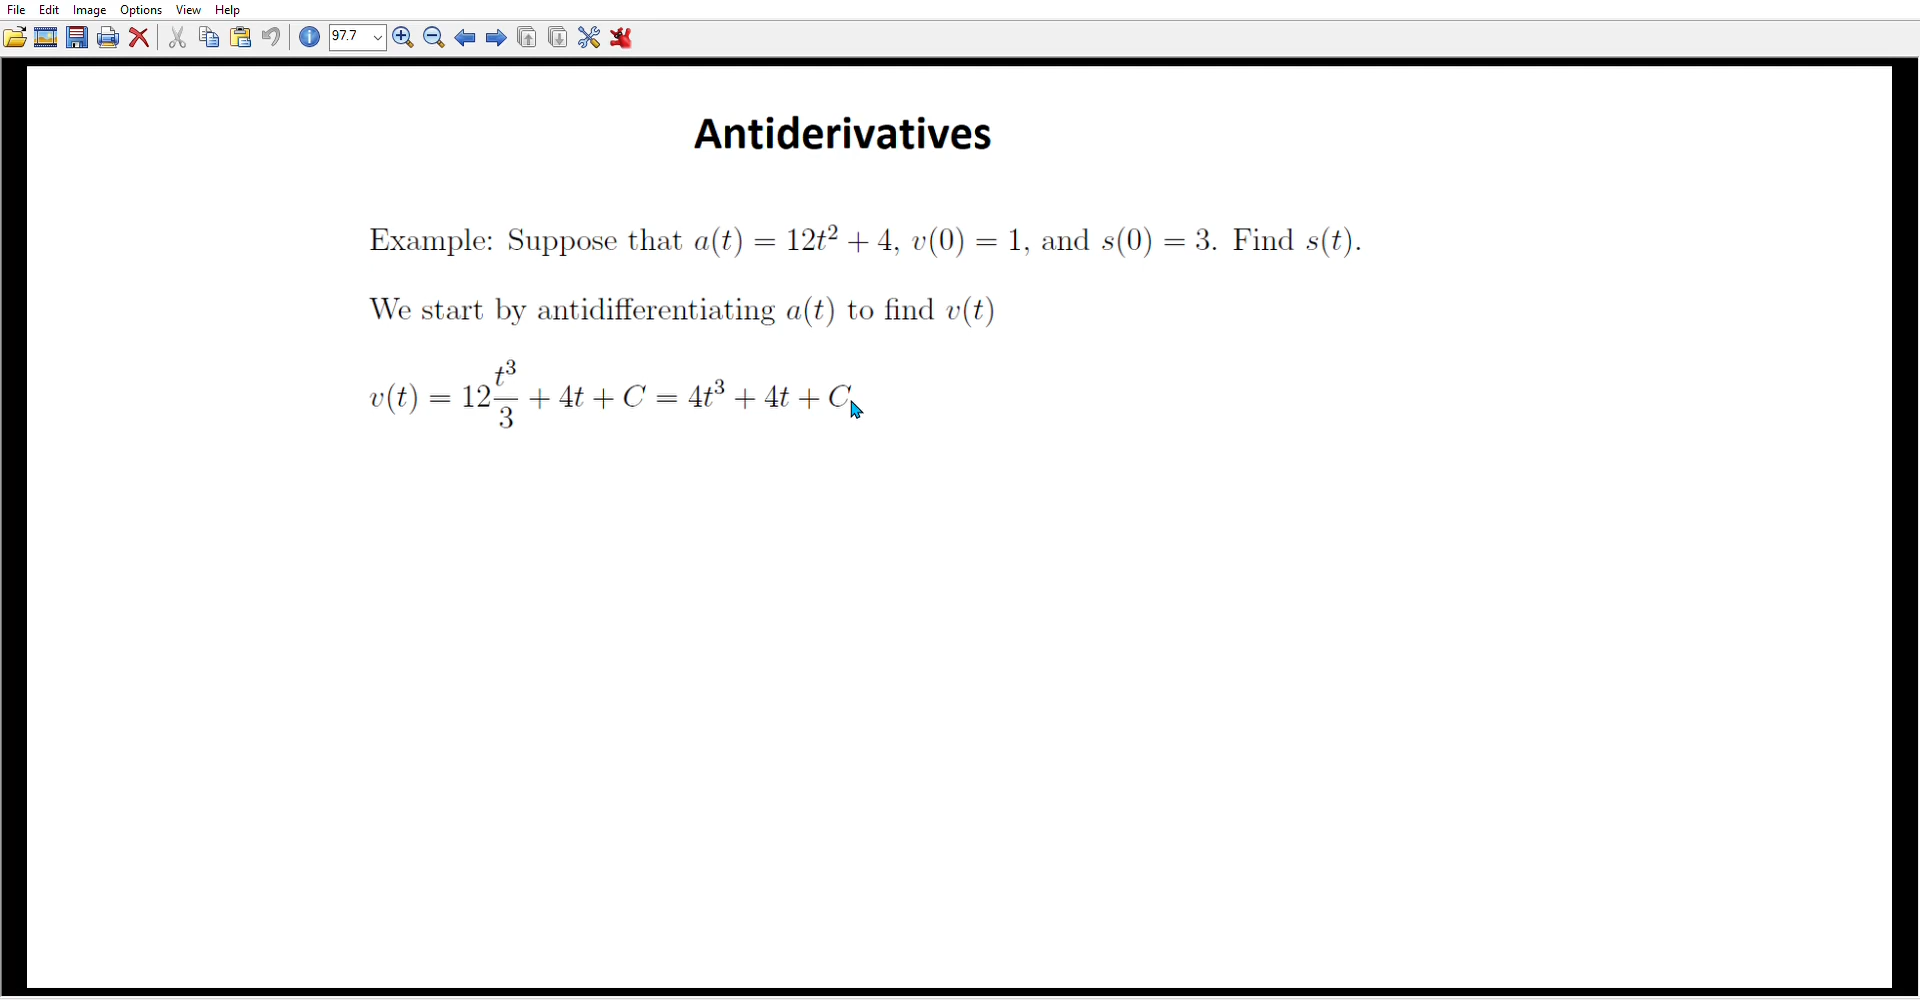 File Edit Image Options View Help
97.7
Antiderivatives
Example: Suppose that a(t) = 12t² + 4, v(0) = 1, and s(0) = 3. Find s(t).
We start by antidifferentiating a(t) to find v(t)
v(t) = 12 t³/3 + 4t + C = 4t³ + 4t + C